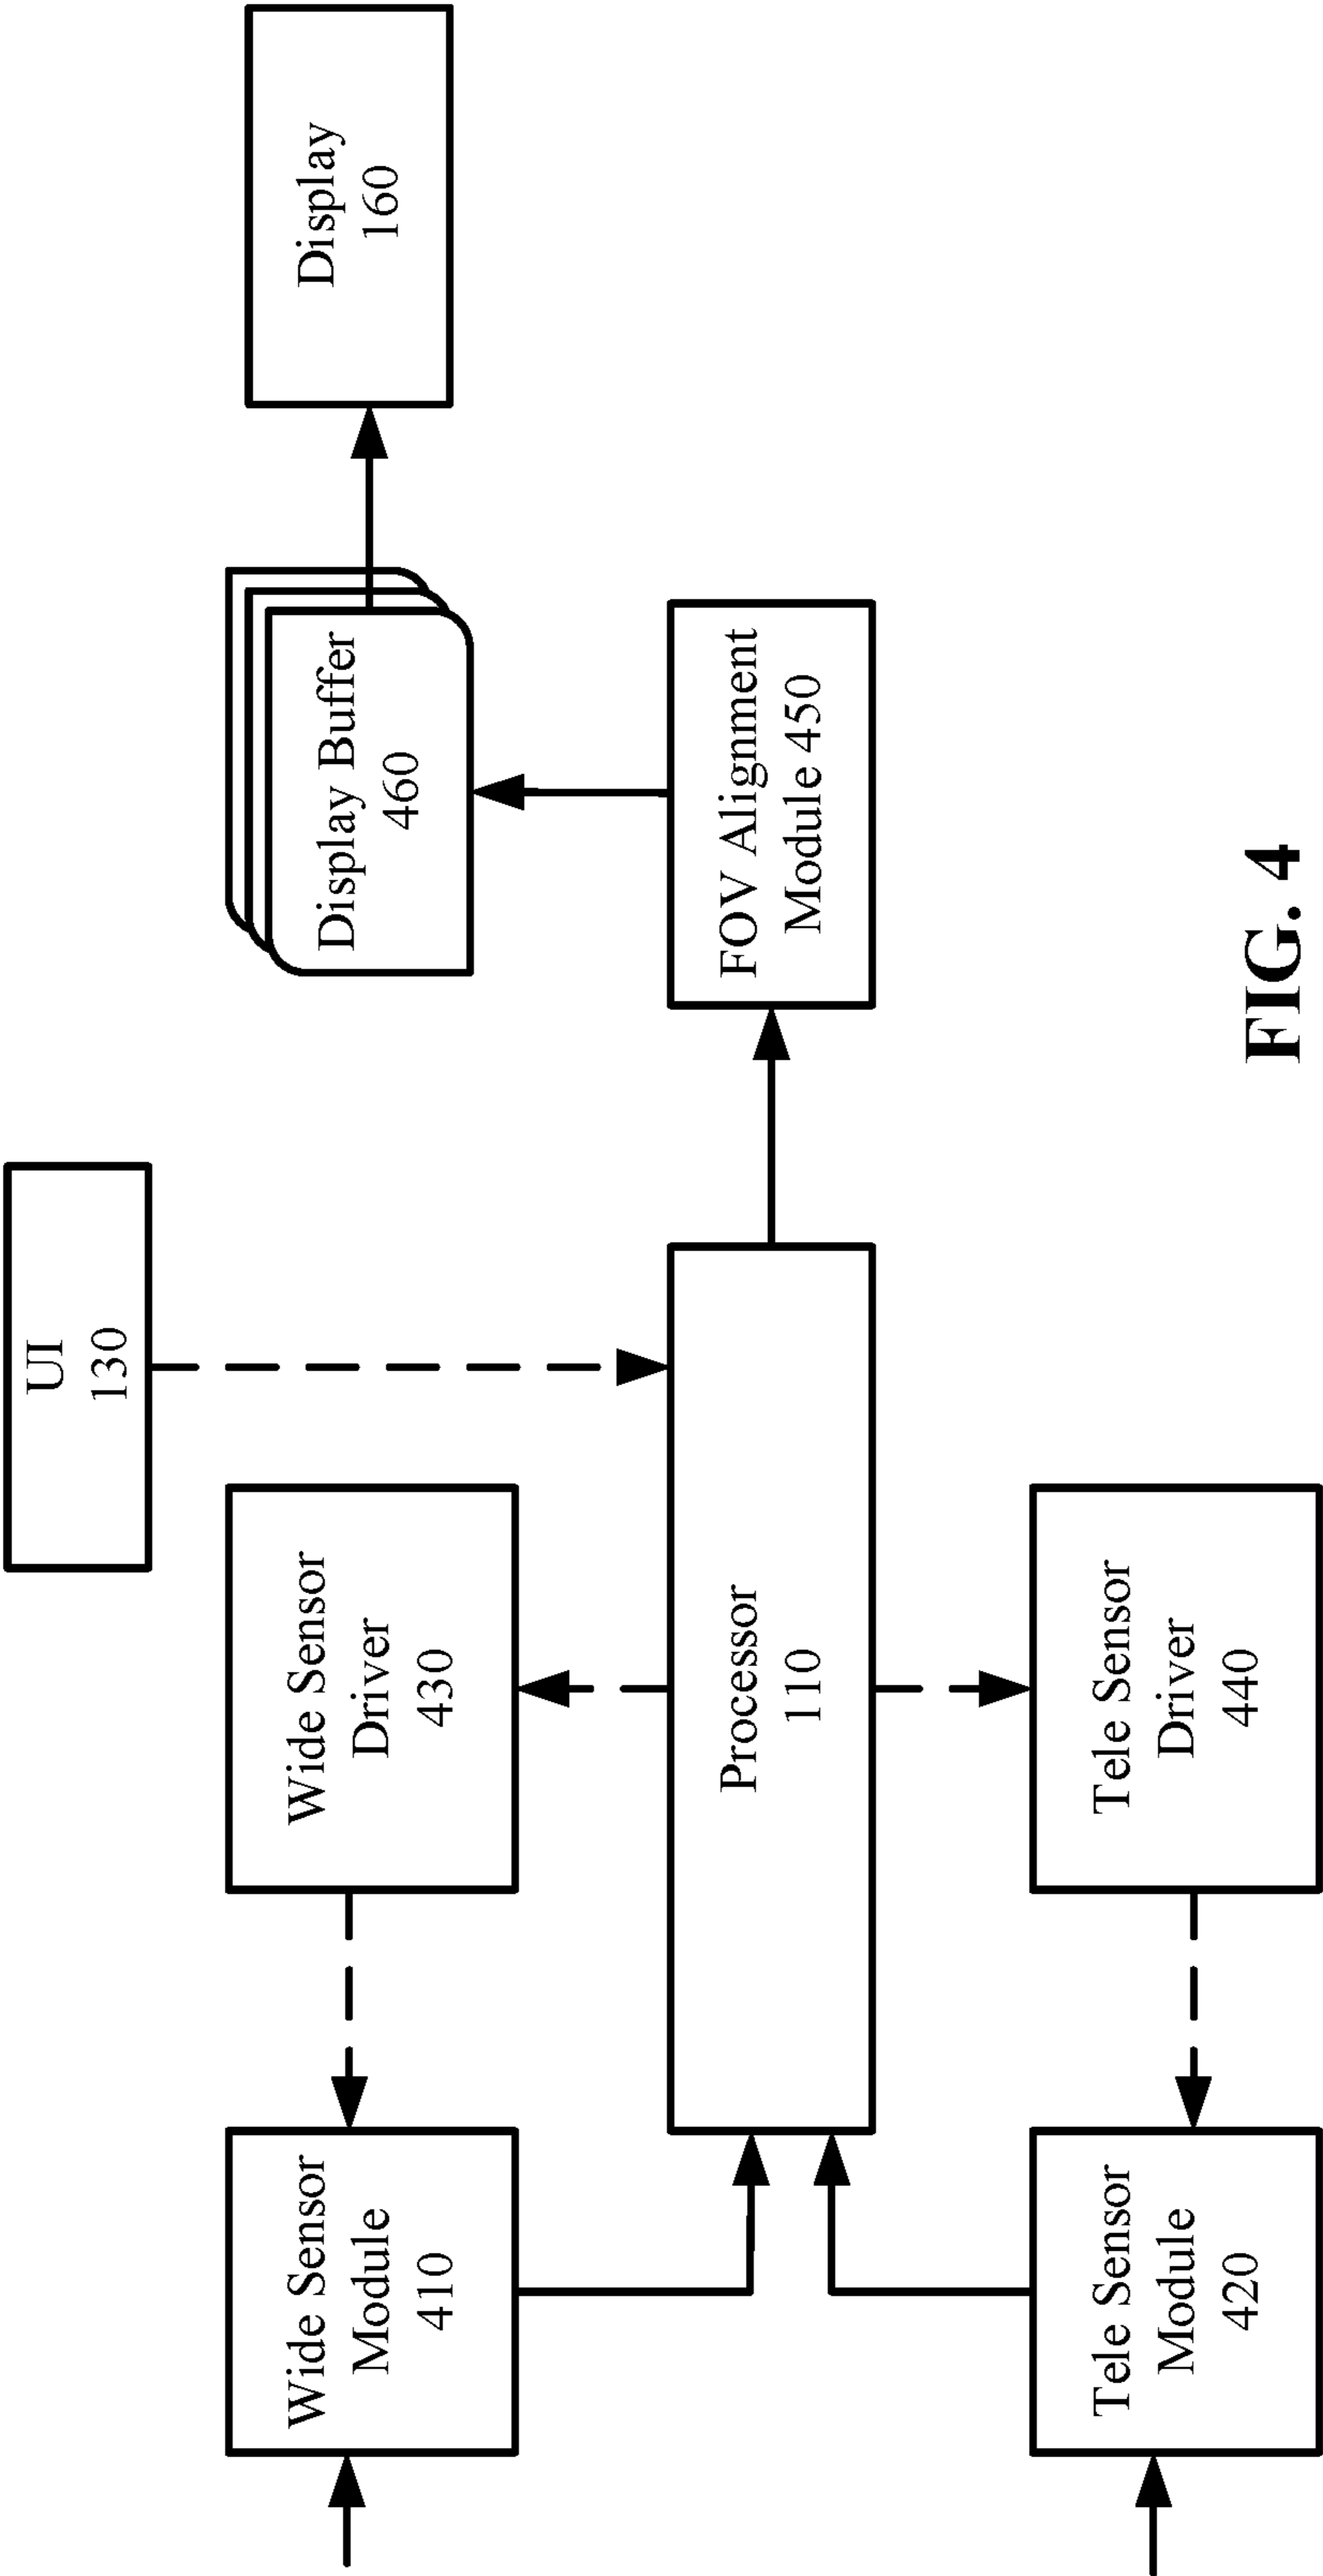 UI
130
Wide Sensor
Module
410
Wide Sensor
Driver
430
Display Buffer
460
Display
160
Processor
110
FOV Alignment
Module 450
Tele Sensor
Module
420
Tele Sensor
Driver
440
FIG. 4